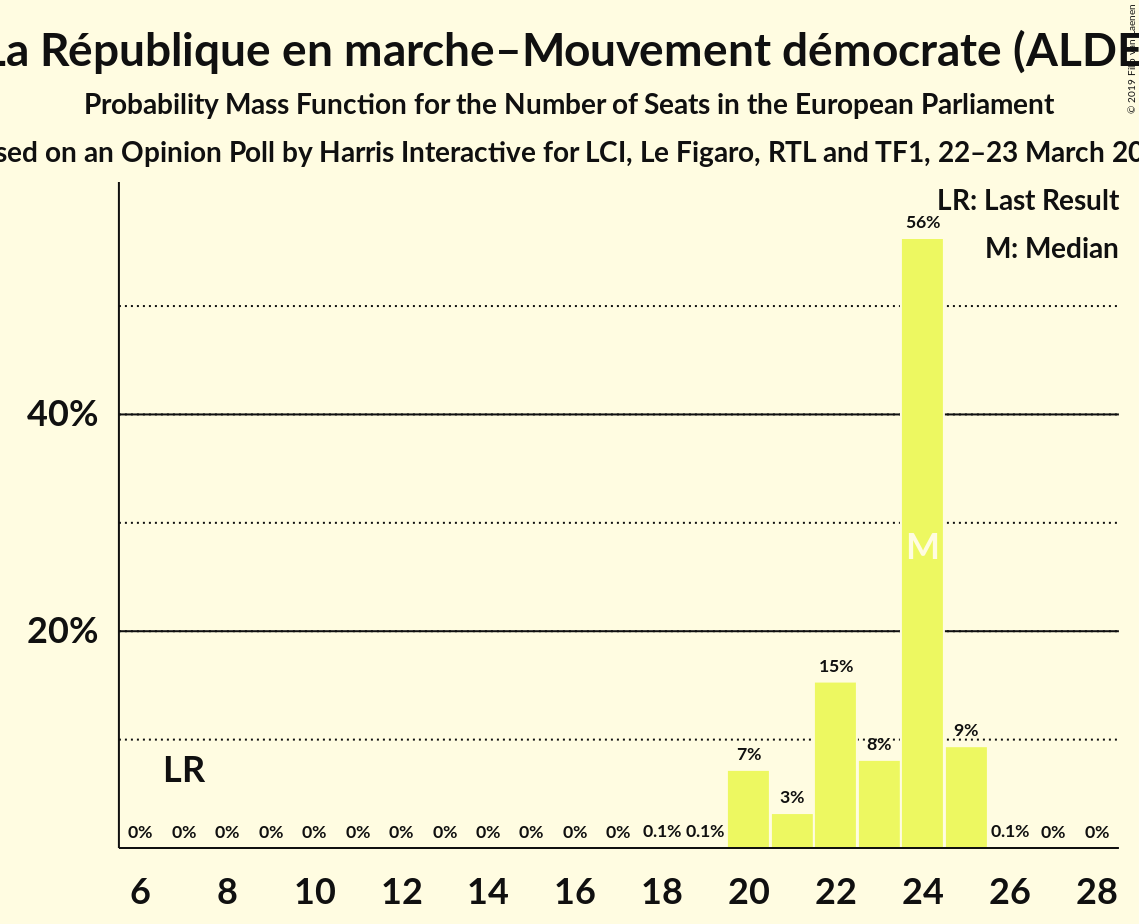 La République en marche–Mouvement démocrate (ALDE
Probability Mass Function for the Number of Seats in the European Parliament
sed on an Opinion Poll by Harris Interactive for LCI, Le Figaro, RTL and TF1, 22–23 March 20
© 2019
LR: Last Result
M: Median
56%
40%
M
20%
15%
9%
8%
7%
3%
LR
0% 0% 0% 0% 0% 0% 0% 0% 0% 0% 0% 0% 0.1% 0.1% 0.1% 0% 0%
6 8 10 12 14 16 18 20 22 24 26 28